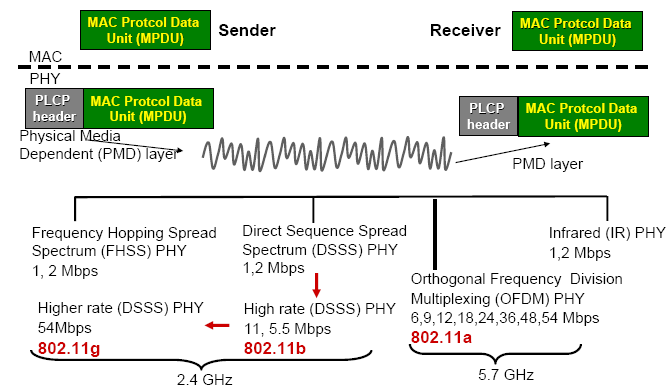 MAC Protcol Data
Unit (MPDU)
Sender
Receiver
MAC Protcol Data
Unit (MPDU)
MAC
PHY
PLCP
header
MAC Protcol Data
Unit (MPDU)
PLCP
header
MAC Protcol Data
Unit (MPDU)
Physical Media
Dependent (PMD) layer
PMD layer
Frequency Hopping Spread
Spectrum (FHSS) PHY
1, 2 Mbps
Direct Sequence Spread
Spectrum (DSSS) PHY
1,2 Mbps
Infrared (IR) PHY
1,2 Mbps
Orthogonal Frequency Division
Multiplexing (OFDM) PHY
6,9,12,18,24,36,48,54 Mbps
802.11a
Higher rate (DSSS) PHY
54Mbps
802.11g
High rate (DSSS) PHY
11, 5.5 Mbps
802.11b
2.4 GHz
5.7 GHz